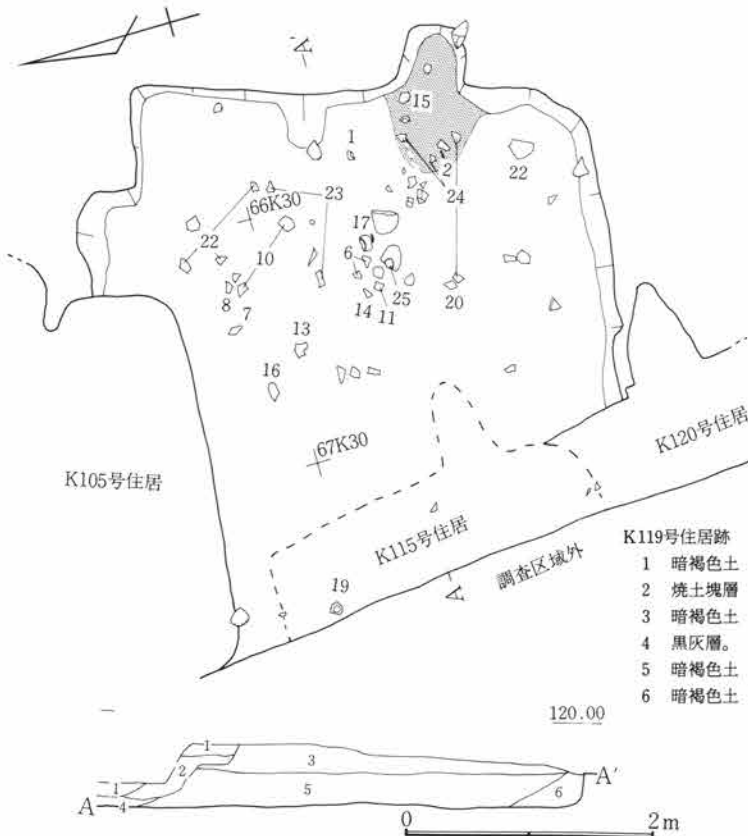 A'
15
1
2
22
24
23
66K30
17
22
10
6
8
7
14
11
25
20
13
16
67K30
K105号住居
K120号住居
K115号住居
調査区域外
A
19
K119号住居跡
1 暗褐色土
2 焼土塊層
3 暗褐色土
4 黒灰層。
5 暗褐色土
6 暗褐色土
120.00
1
3
2
1
A
4
5
6
A'
0
2m